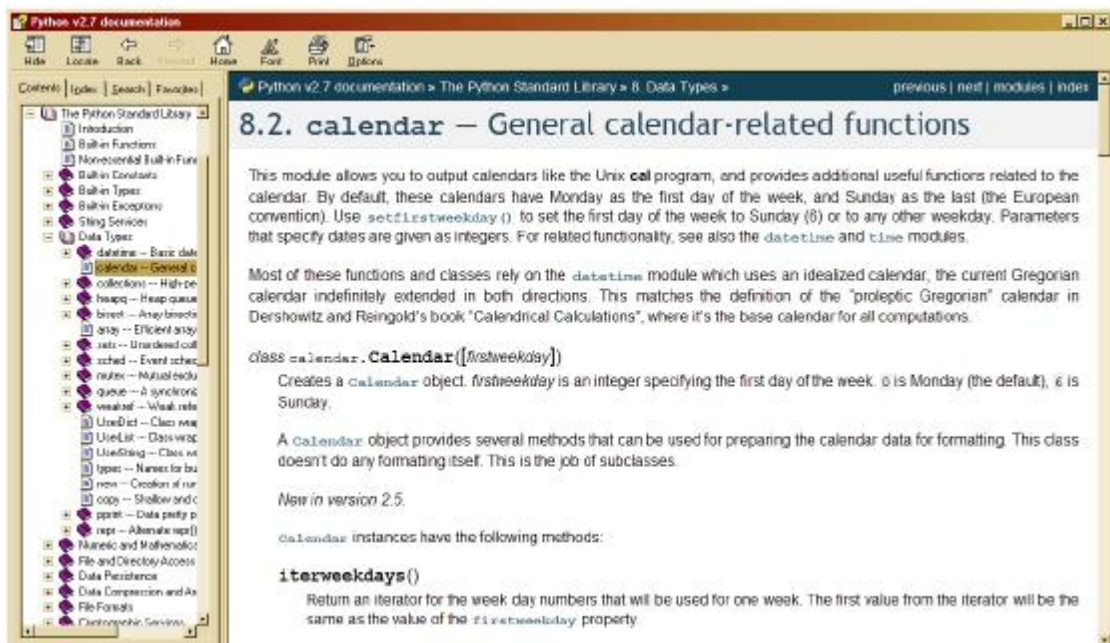 Python v2.7 documentation
Hide Locate Back Forward Home Font Print Options
Contents Index Search Favorites
The Python Standard Library
Introduction
Built-in Functions
Nonessential Built-in Func
Built-in Constants
Built-in Types
Built-in Exceptions
String Services
Data Types
datetime -- Basic date
calendar -- General c
collections -- High-pe
heapq -- Heap queue
bisect -- Array bisectio
array -- Efficient array
sets -- Unordered coll
sched -- Event sched
mutex -- Mutual exclu
queue -- A synchroniz
weakref -- Weak refe
UserDict -- Class wrap
UserList -- Class wrap
UserString -- Class wr
types -- Names for bu
new -- Creation of run
copy -- Shallow and d
pprint -- Data pretty p
repr -- Alternate repr()
Numeric and Mathematica
File and Directory Access
Data Persistence
Data Compression and Ar
File Formats
Cryptographic Services
Python v2.7 documentation » The Python Standard Library » 8. Data Types » previous | next | modules | index
8.2. calendar — General calendar-related functions
This module allows you to output calendars like the Unix cal program, and provides additional useful functions related to the
calendar. By default, these calendars have Monday as the first day of the week, and Sunday as the last (the European
convention). Use setfirstweekday() to set the first day of the week to Sunday (6) or to any other weekday. Parameters
that specify dates are given as integers. For related functionality, see also the datetime and time modules.
Most of these functions and classes rely on the datetime module which uses an idealized calendar, the current Gregorian
calendar indefinitely extended in both directions. This matches the definition of the "proleptic Gregorian" calendar in
Dershowitz and Reingold's book "Calendrical Calculations", where it's the base calendar for all computations.
class calendar.Calendar([firstweekday])
Creates a Calendar object. firstweekday is an integer specifying the first day of the week. 0 is Monday (the default), 6 is
Sunday.
A Calendar object provides several methods that can be used for preparing the calendar data for formatting. This class
doesn't do any formatting itself. This is the job of subclasses.
New in version 2.5.
Calendar instances have the following methods:
iterweekdays()
Return an iterator for the week day numbers that will be used for one week. The first value from the iterator will be the
same as the value of the firstweekday property.